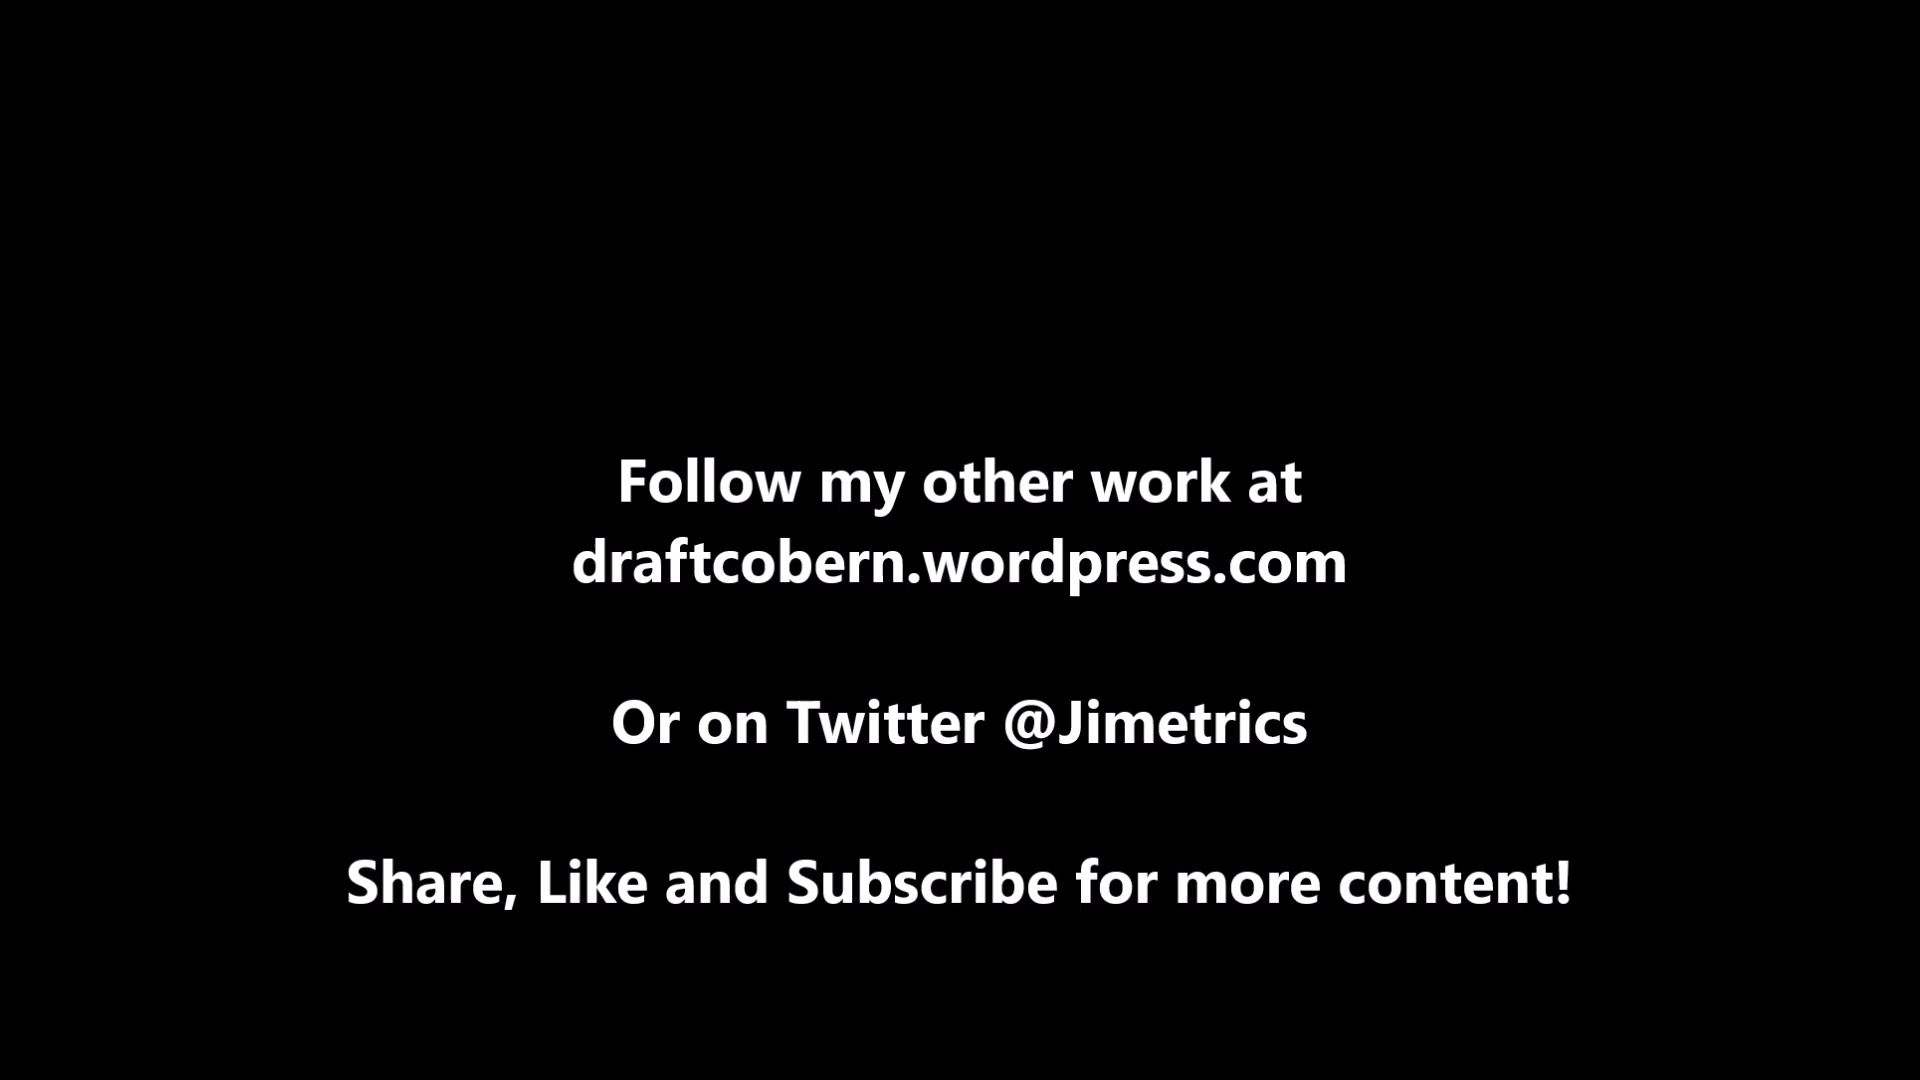 Follow my other work at
draftcobern.wordpress.com
Or on Twitter @Jimetrics
Share, Like and Subscribe for more content!